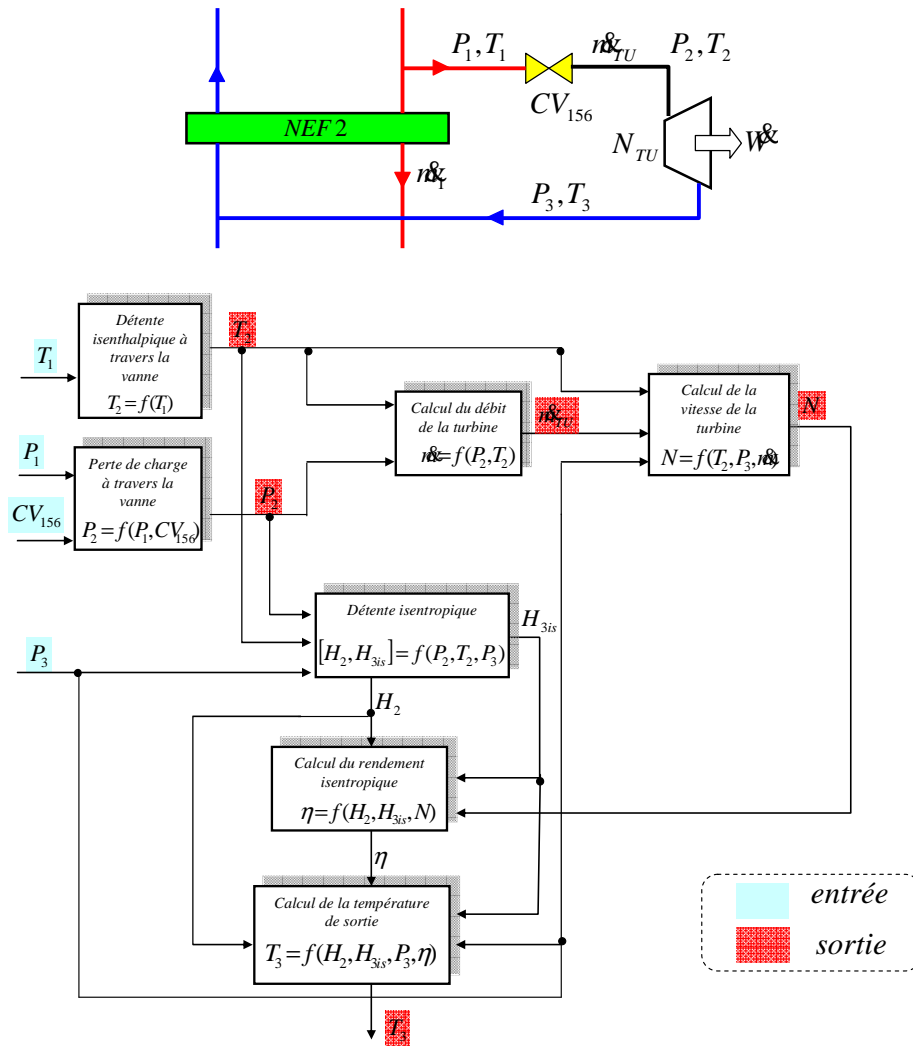 P₁, T₁
ṁ_TU
P₂, T₂
CV₁₅₆
NEF 2
N_TU
W&
ṁ₁
P₃, T₃
Détente
isenthalpique à
travers la
vanne
T₂ = f(T₁)
T₁
T₂
Perte de charge
à travers la
vanne
P₂ = f(P₁, CV₁₅₆)
P₁
CV₁₅₆
P₂
Calcul du débit
de la turbine
m& = f(P₂, T₂)
m&_TU
Calcul de la
vitesse de la
turbine
N = f(T₂, P₃, m&)
N
Détente isentropique
[H₂, H₃is] = f(P₂, T₂, P₃)
H₃is
P₃
H₂
Calcul du rendement
isentropique
η = f(H₂, H₃is, N)
η
Calcul de la température
de sortie
T₃ = f(H₂, H₃is, P₃, η)
T₃
entrée
sortie